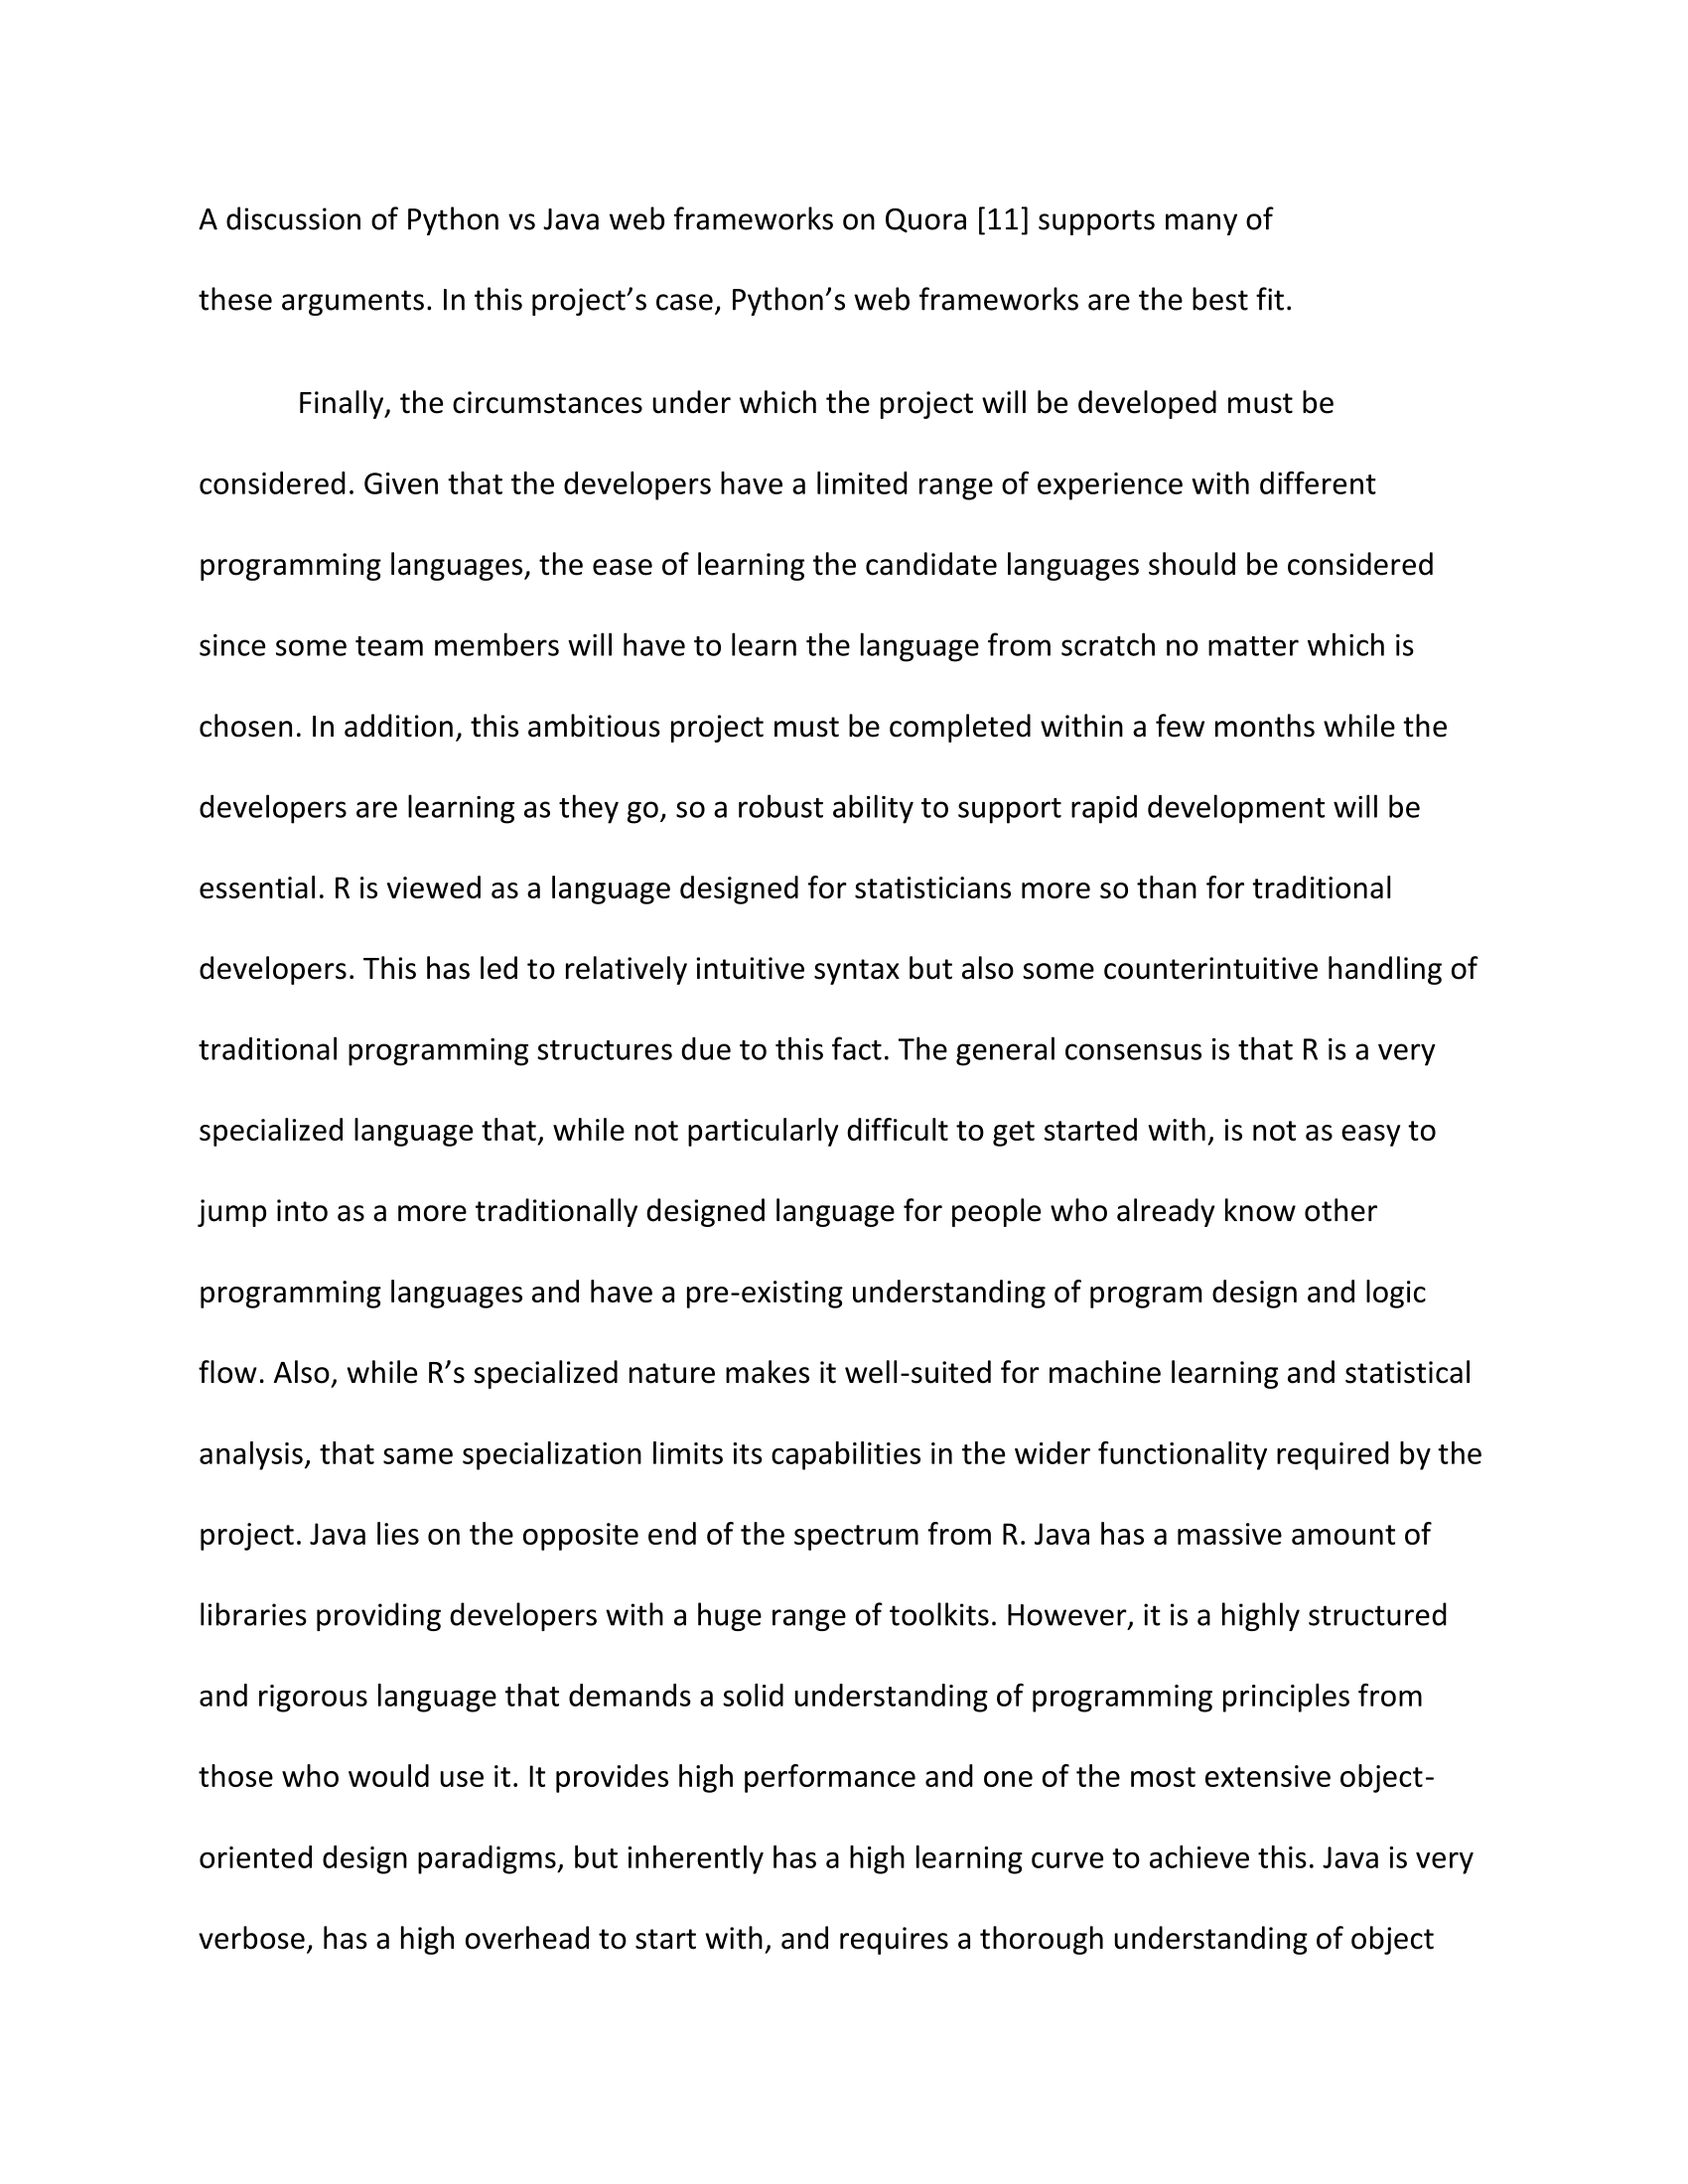 A discussion of Python vs Java web frameworks on Quora [11] supports many of
these arguments. In this project’s case, Python’s web frameworks are the best fit.
Finally, the circumstances under which the project will be developed must be
considered. Given that the developers have a limited range of experience with different
programming languages, the ease of learning the candidate languages should be considered
since some team members will have to learn the language from scratch no matter which is
chosen. In addition, this ambitious project must be completed within a few months while the
developers are learning as they go, so a robust ability to support rapid development will be
essential. R is viewed as a language designed for statisticians more so than for traditional
developers. This has led to relatively intuitive syntax but also some counterintuitive handling of
traditional programming structures due to this fact. The general consensus is that R is a very
specialized language that, while not particularly difficult to get started with, is not as easy to
jump into as a more traditionally designed language for people who already know other
programming languages and have a pre-existing understanding of program design and logic
flow. Also, while R’s specialized nature makes it well-suited for machine learning and statistical
analysis, that same specialization limits its capabilities in the wider functionality required by the
project. Java lies on the opposite end of the spectrum from R. Java has a massive amount of
libraries providing developers with a huge range of toolkits. However, it is a highly structured
and rigorous language that demands a solid understanding of programming principles from
those who would use it. It provides high performance and one of the most extensive object-
oriented design paradigms, but inherently has a high learning curve to achieve this. Java is very
verbose, has a high overhead to start with, and requires a thorough understanding of object